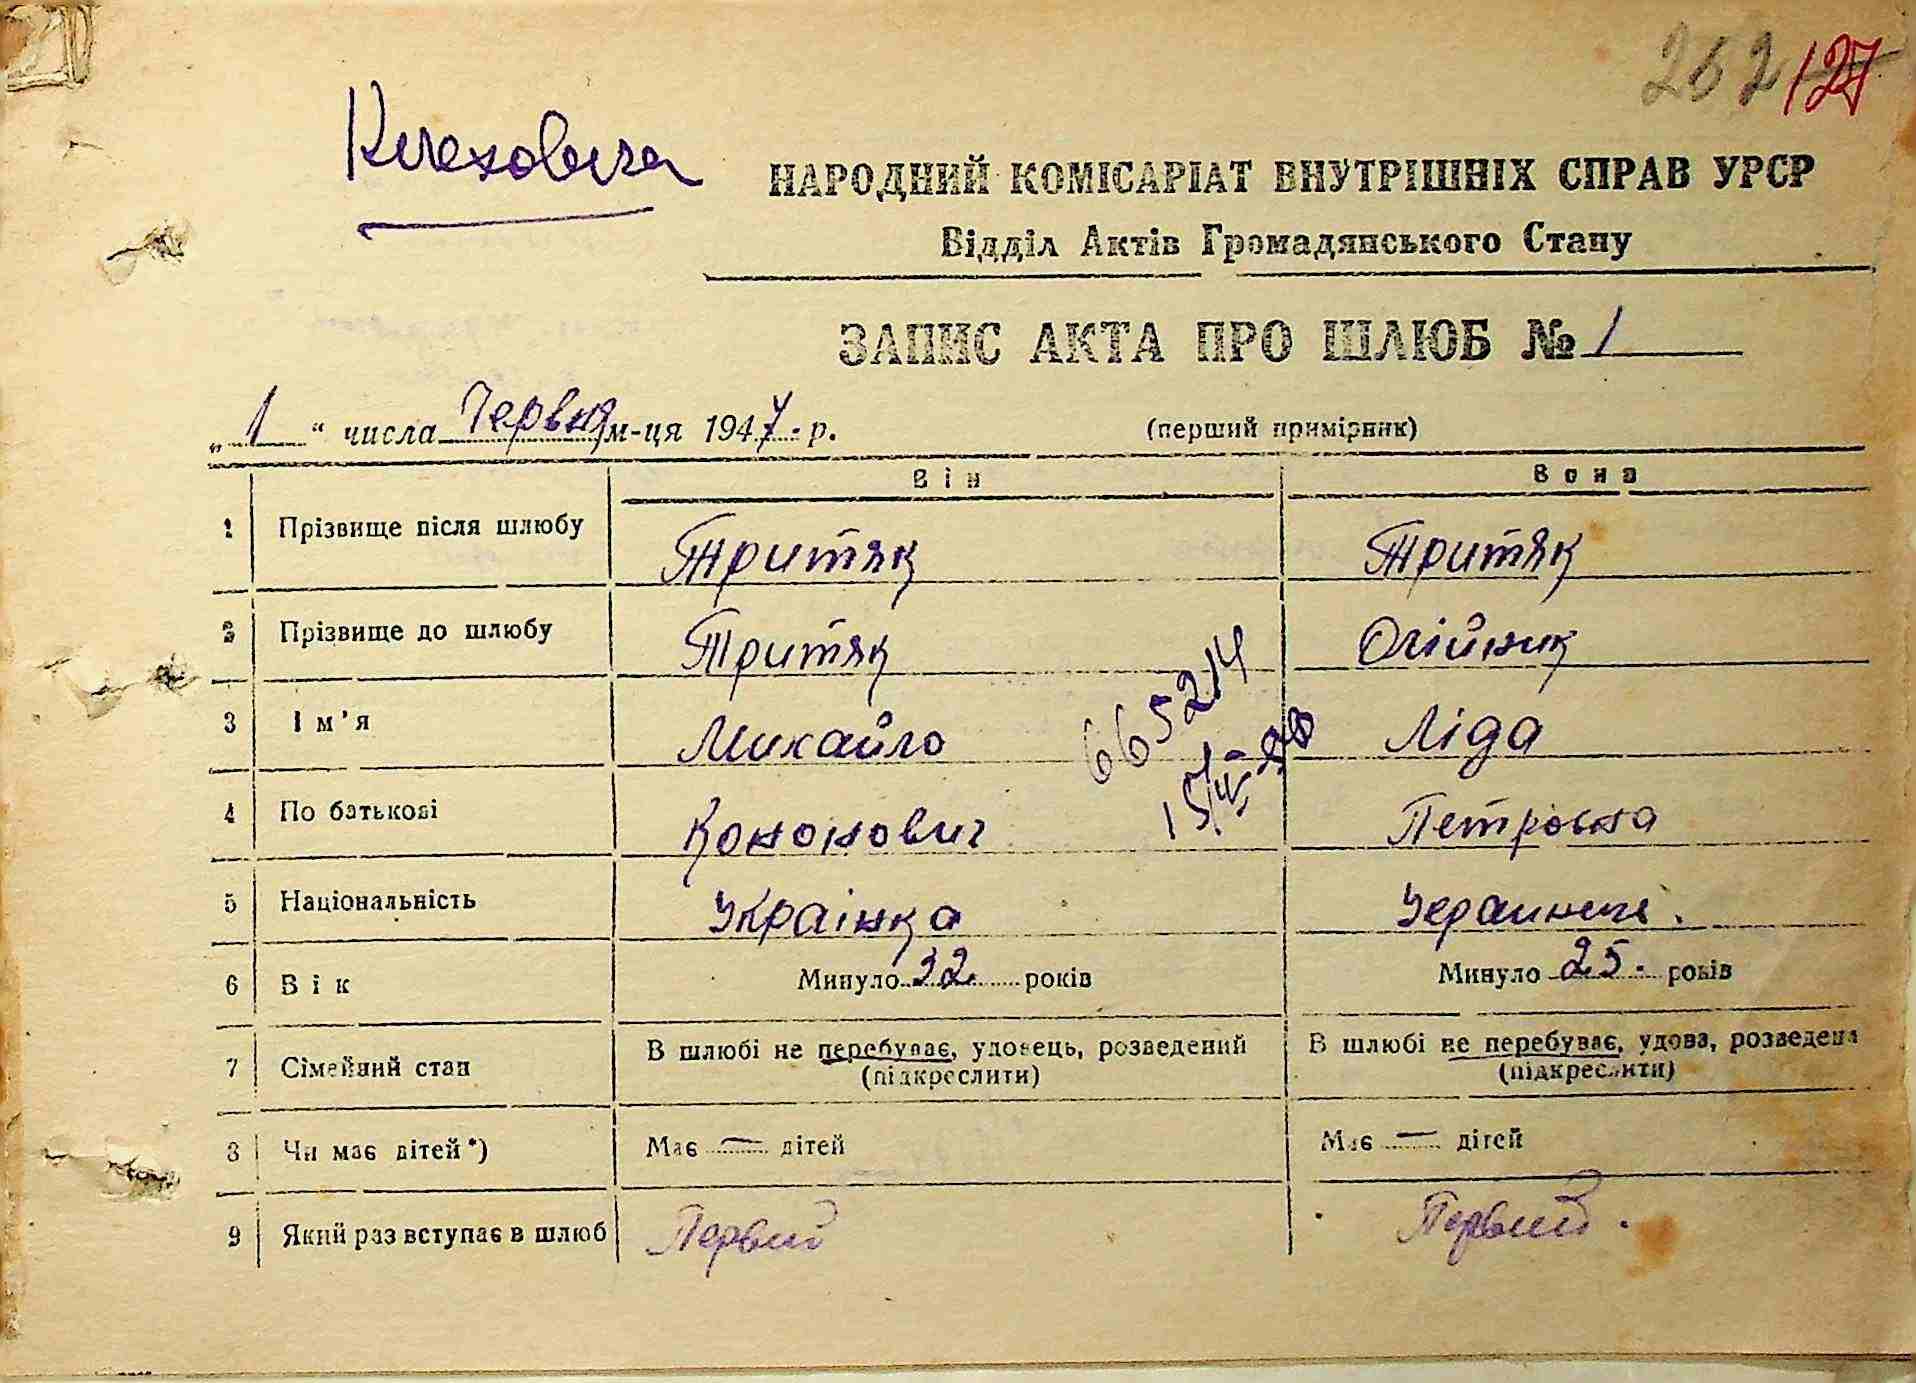 262 127
НАРОДНИЙ КОМІСАРІАТ ВНУТРІШНІХ СПРАВ УРСР
Відділ Актів Громадянського Стану
ЗАПИС АКТА ПРО ШЛЮБ № 1
„ 1 “ числа Червня м-ця 1947 р. (перший примірник)
Він Вона
1 Прізвище після шлюбу Тритяк Тритяк
2 Прізвище до шлюбу Тритяк Олійник
3 Ім'я Михайло Ліда
4 По батькові Кононович Петровна
665214
5 Національність Украінка
6 Вік Минуло 32 років Минуло 25. років
7 Сімейний стан В шлюбі не перебуває, удовець, розведений В шлюбі не перебуває, удова, розведена
(підкреслити) (підкреслити)
8 Чи має дітей*) Має — дітей Має — дітей
9 Який раз вступає в шлюб Первий Первий.